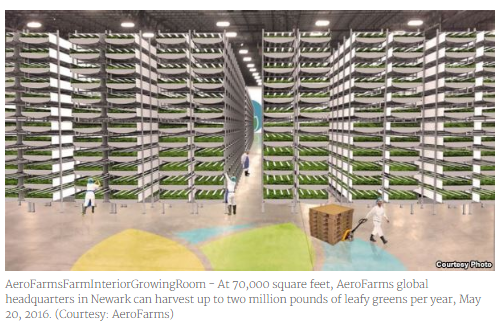 Courtesy Photo
AeroFarmsFarmInteriorGrowingRoom - At 70,000 square feet, AeroFarms global
headquarters in Newark can harvest up to two million pounds of leafy greens per year, May
20, 2016. (Courtesy: AeroFarms)